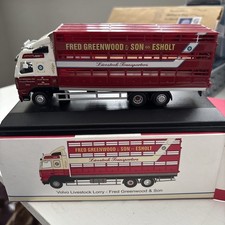 FRED GREENWOOD & SON ESHOLT
Livestock Transporters
FRED GREENWOOD & SON ESHOLT
Livestock Transporters
Volvo Livestock Lorry - Fred Greenwood & Son